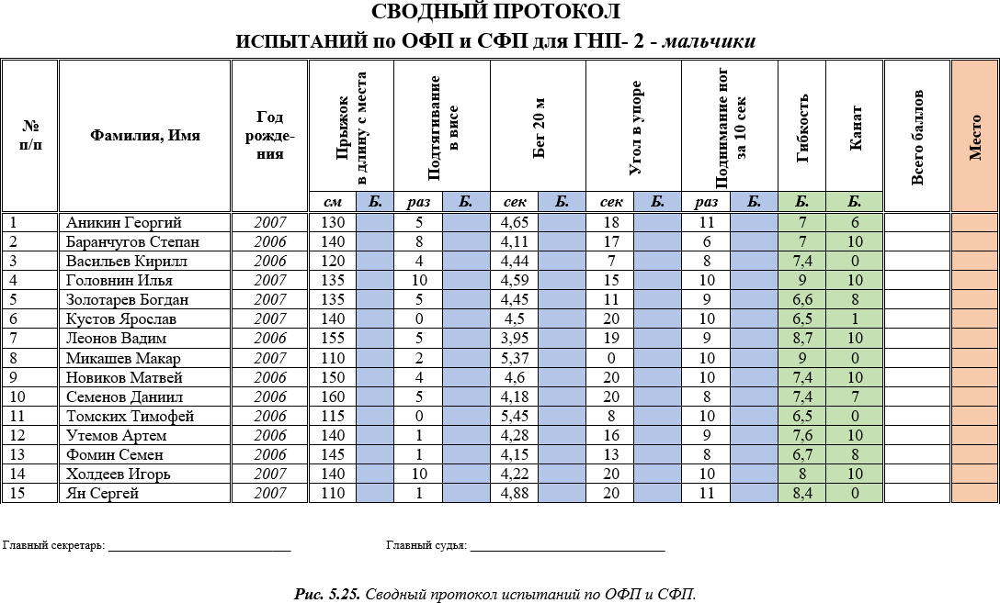 СВОДНЫЙ ПРОТОКОЛ
ИСПЫТАНИЙ по ОФП и СФП для ГНП- 2 - мальчики
№ п/п Фамилия, Имя Год рожде-ния Прыжок в длину с места Подтягивание в висе Бег 20 м Угол в упоре Поднимание ног за 10 сек Гибкость Канат Всего баллов Место
см Б. раз Б. сек Б. сек Б. раз Б. Б. Б.
1 Аникин Георгий 2007 130 5 4,65 18 11 7 6
2 Баранчугов Степан 2006 140 8 4,11 17 6 7 10
3 Васильев Кирилл 2006 120 4 4,44 7 8 7,4 0
4 Головнин Илья 2007 135 10 4,59 15 10 9 10
5 Золотарев Богдан 2007 135 5 4,45 11 9 6,6 8
6 Кустов Ярослав 2007 140 0 4,5 20 10 6,5 1
7 Леонов Вадим 2006 155 5 3,95 19 9 8,7 10
8 Микашев Макар 2007 110 2 5,37 0 10 9 0
9 Новиков Матвей 2006 150 4 4,6 20 10 7,4 10
10 Семенов Даниил 2006 160 5 4,18 20 8 7,4 7
11 Томских Тимофей 2006 115 0 5,45 8 10 6,5 0
12 Утемов Артем 2006 140 1 4,28 16 9 7,6 10
13 Фомин Семен 2006 145 1 4,15 13 8 6,7 8
14 Холдеев Игорь 2007 140 10 4,22 20 10 8 10
15 Ян Сергей 2007 110 1 4,88 20 11 8,4 0
Главный секретарь: ______________________________ Главный судья: ________________________________
Рис. 5.25. Сводный протокол испытаний по ОФП и СФП.